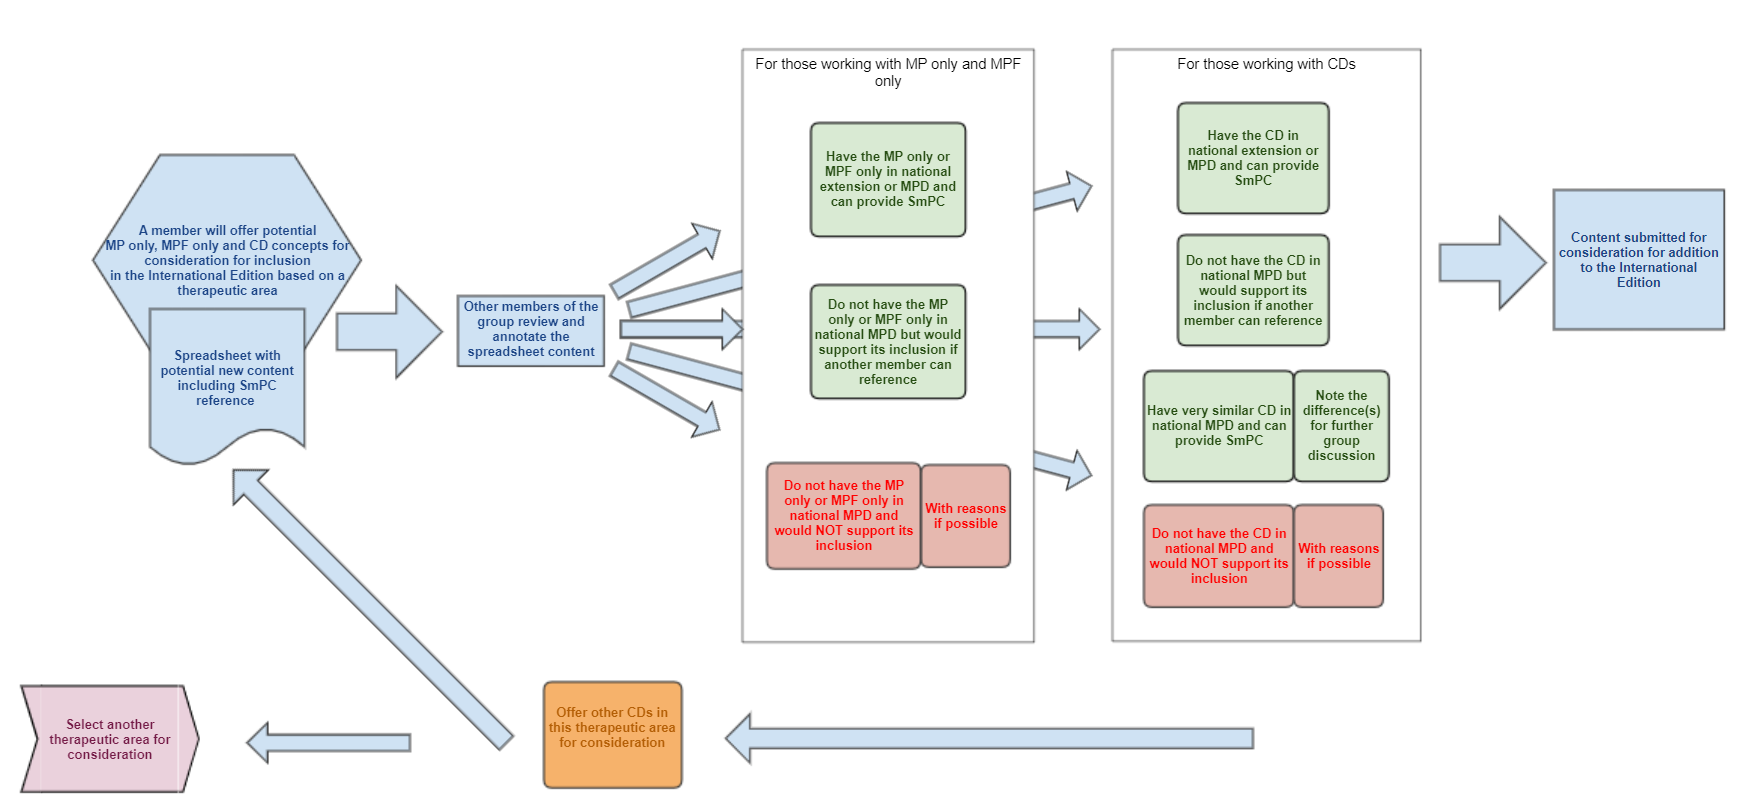 A member will offer potential
MP only, MPF only and CD concepts for
consideration for inclusion
in the International Edition based on a
therapeutic area
Spreadsheet with
potential new content
including SmPC
reference
Other members of the
group review and
annotate the
spreadsheet content
For those working with MP only and MPF
only
Have the MP only or
MPF only in national
extension or MPD and
can provide SmPC
Do not have the MP
only or MPF only in
national MPD but would
support its inclusion if
another member can
reference
Do not have the MP
only or MPF only in
national MPD and
would NOT support its
inclusion
With reasons
if possible
For those working with CDs
Have the CD in
national extension or
MPD and can provide
SmPC
Do not have the CD in
national MPD but
would support its
inclusion if another
member can reference
Have very similar CD in
national MPD and can
provide SmPC
Note the
difference(s)
for further
group
discussion
Do not have the CD in
national MPD and
would NOT support its
inclusion
With reasons
if possible
Content submitted for
consideration for addition
to the International
Edition
Offer other CDs in
this therapeutic area
for consideration
Select another
therapeutic area for
consideration